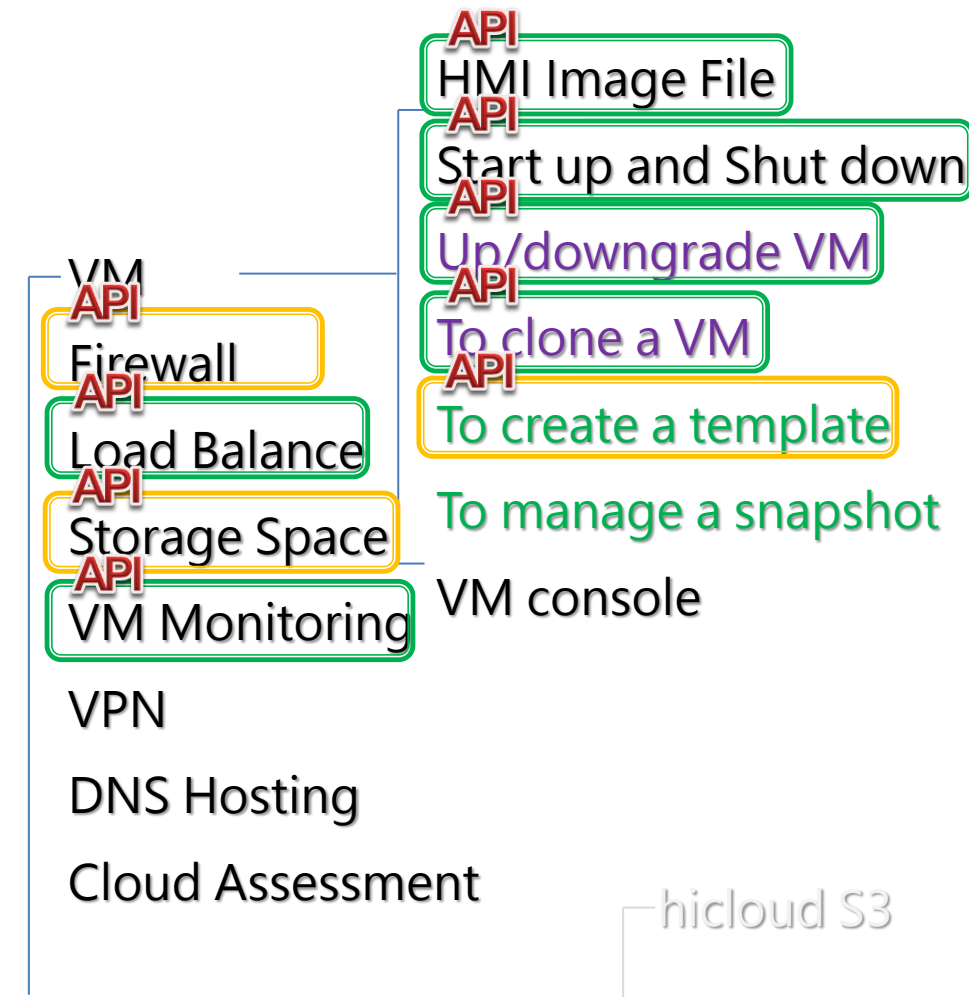 API
HMI Image File
API
Start up and Shut down
API
Up/downgrade VM
API
To clone a VM
API
To create a template
To manage a snapshot
VM console
VM
API
Firewall
API
Load Balance
API
Storage Space
API
VM Monitoring
VPN
DNS Hosting
Cloud Assessment
hicloud S3